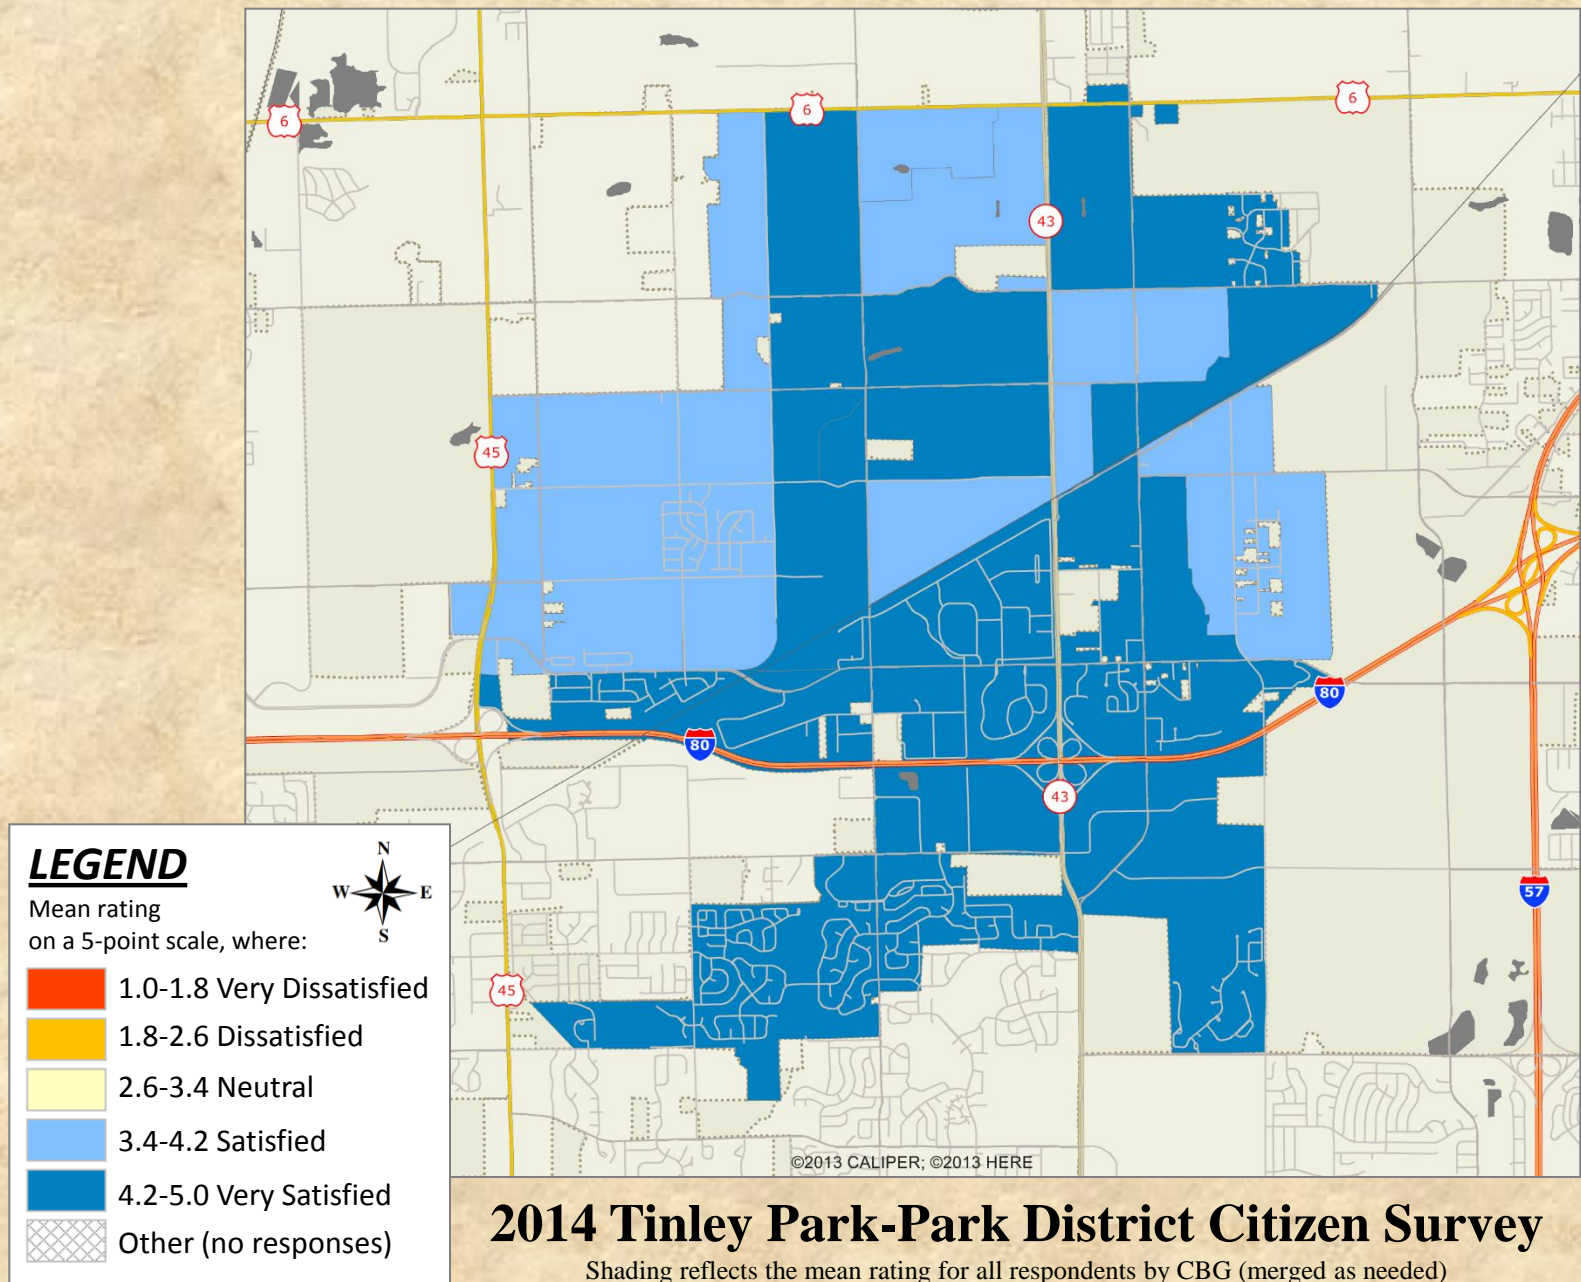 6
6
6
43
45
80
80
43
57
45
©2013 CALIPER; ©2013 HERE
LEGEND
N
W E
S
Mean rating
on a 5-point scale, where:
1.0-1.8 Very Dissatisfied
1.8-2.6 Dissatisfied
2.6-3.4 Neutral
3.4-4.2 Satisfied
4.2-5.0 Very Satisfied
Other (no responses)
2014 Tinley Park-Park District Citizen Survey
Shading reflects the mean rating for all respondents by CBG (merged as needed)